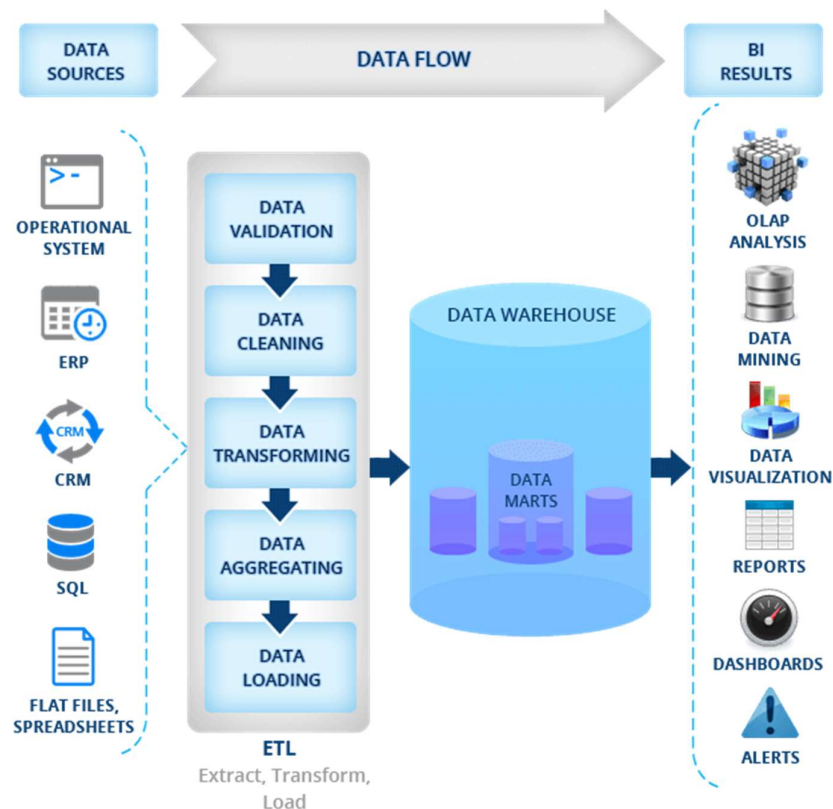 DATA
SOURCES
DATA FLOW
BI
RESULTS
>-
OPERATIONAL
SYSTEM
ERP
CRM
CRM
SQL
FLAT FILES,
SPREADSHEETS
DATA
VALIDATION
DATA
CLEANING
DATA
TRANSFORMING
DATA
AGGREGATING
DATA
LOADING
ETL
Extract, Transform,
Load
DATA WAREHOUSE
DATA
MARTS
OLAP
ANALYSIS
DATA
MINING
DATA
VISUALIZATION
REPORTS
DASHBOARDS
ALERTS